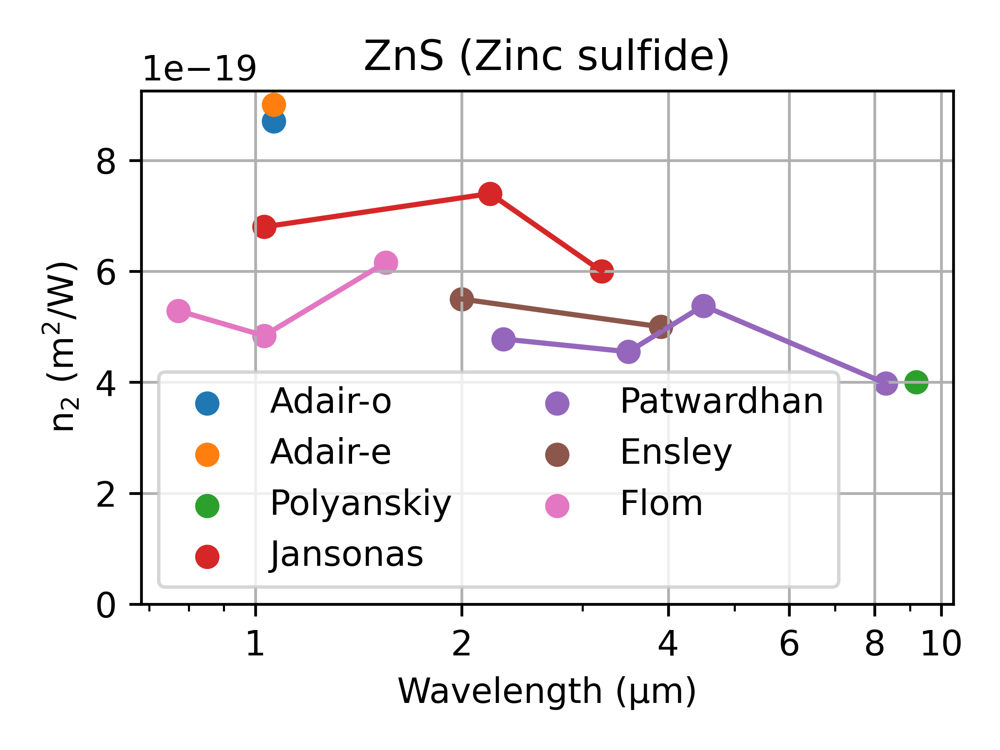 ZnS (Zinc sulfide)
1e−19
8
6
4
2
0
n₂ (m²/W)
Adair-o
Adair-e
Polyanskiy
Jansonas
Patwardhan
Ensley
Flom
1 2 4 6 8 10
Wavelength (μm)